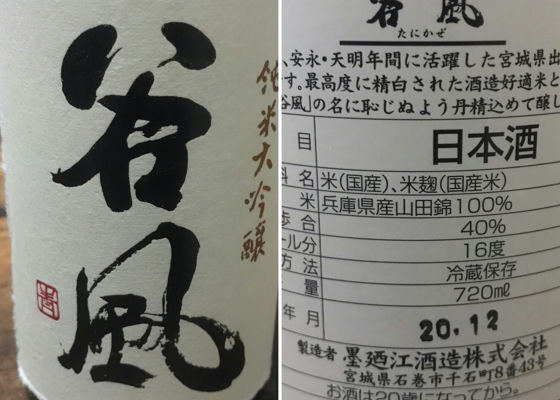 谷風
純米大吟醸
谷風
たにかぜ
、安永・天明年間に活躍した宮城県出
す。最高度に精白された酒造好適米と
谷風」の名に恥じぬよう丹精込めて醸し
目 日本酒
料名 米(国産)、米麹(国産米)
米 兵庫県産山田錦100%
歩合 40%
ール分 16度
方法 冷蔵保存
量 720ml
年月 20.12
製造者 墨廼江酒造株式会社
宮城県石巻市千石町8番43号
お酒は20歳になってから。